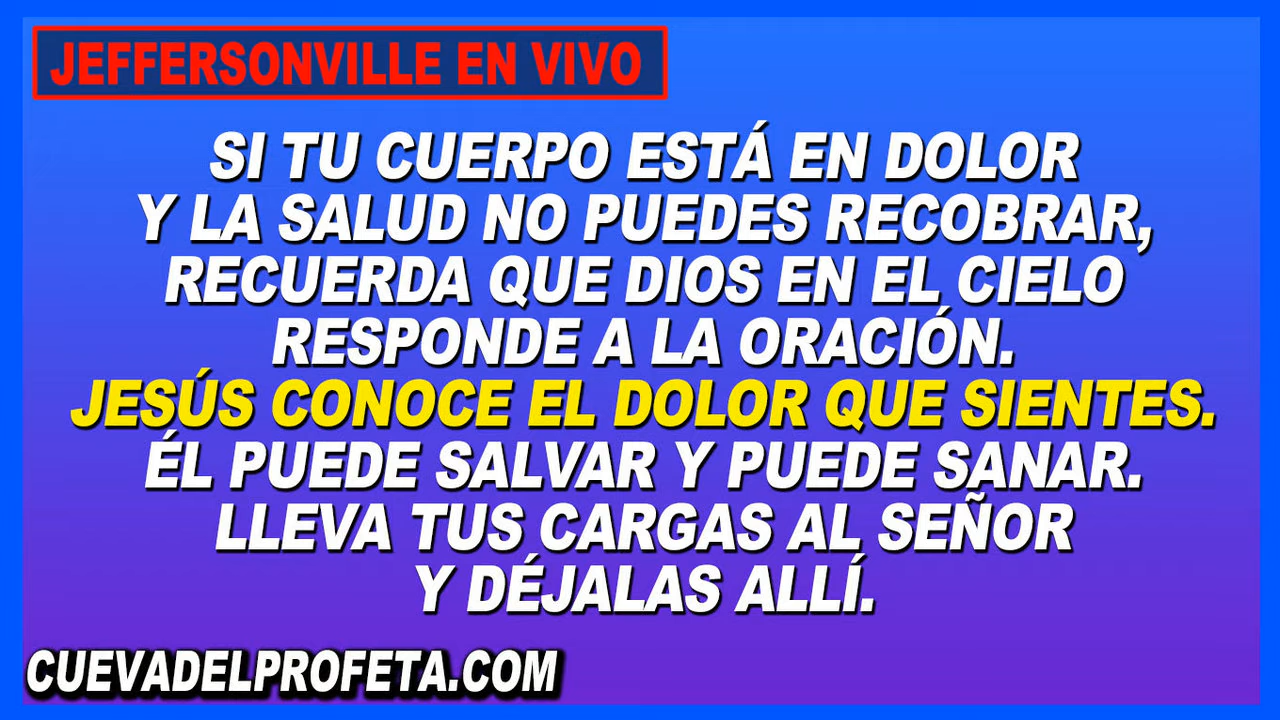 JEFFERSONVILLE EN VIVO
SI TU CUERPO ESTÁ EN DOLOR
Y LA SALUD NO PUEDES RECOBRAR,
RECUERDA QUE DIOS EN EL CIELO
RESPONDE A LA ORACIÓN.
JESÚS CONOCE EL DOLOR QUE SIENTES.
ÉL PUEDE SALVAR Y PUEDE SANAR.
LLEVA TUS CARGAS AL SEÑOR
Y DÉJALAS ALLÍ.
CUEVADELPROFETA.COM